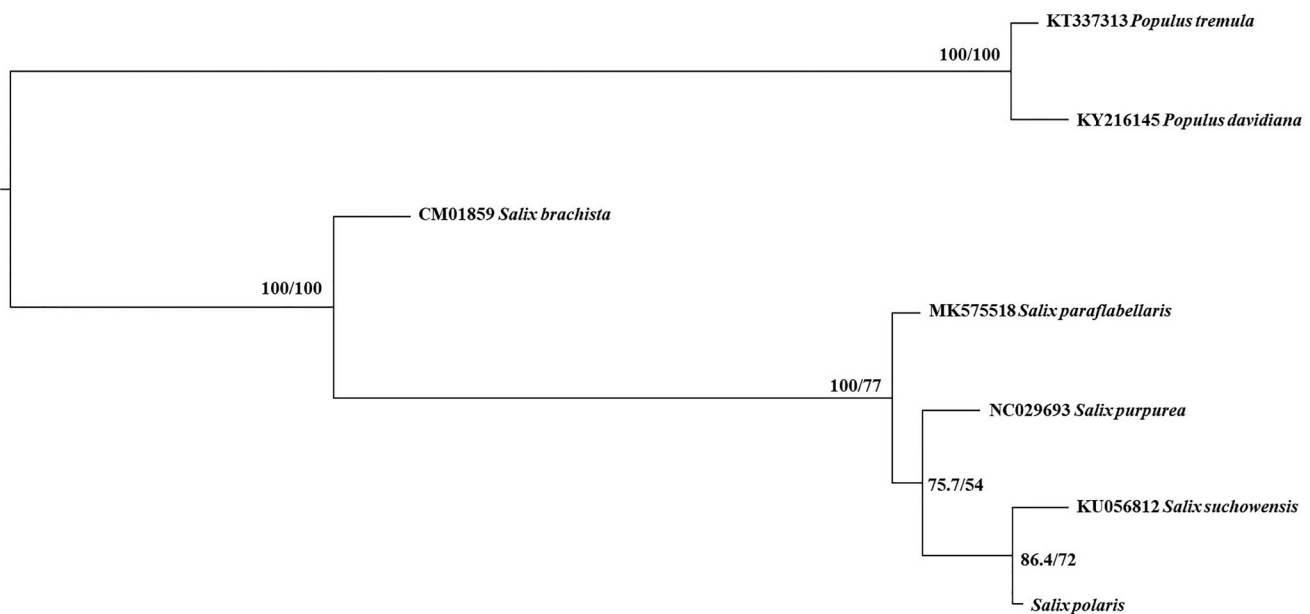 KT337313 Populus tremula
100/100
KY216145 Populus davidiana
CM01859 Salix brachista
100/100
MK575518 Salix paraflabellaris
100/77
NC029693 Salix purpurea
75.7/54
KU056812 Salix suchowensis
86.4/72
Salix polaris